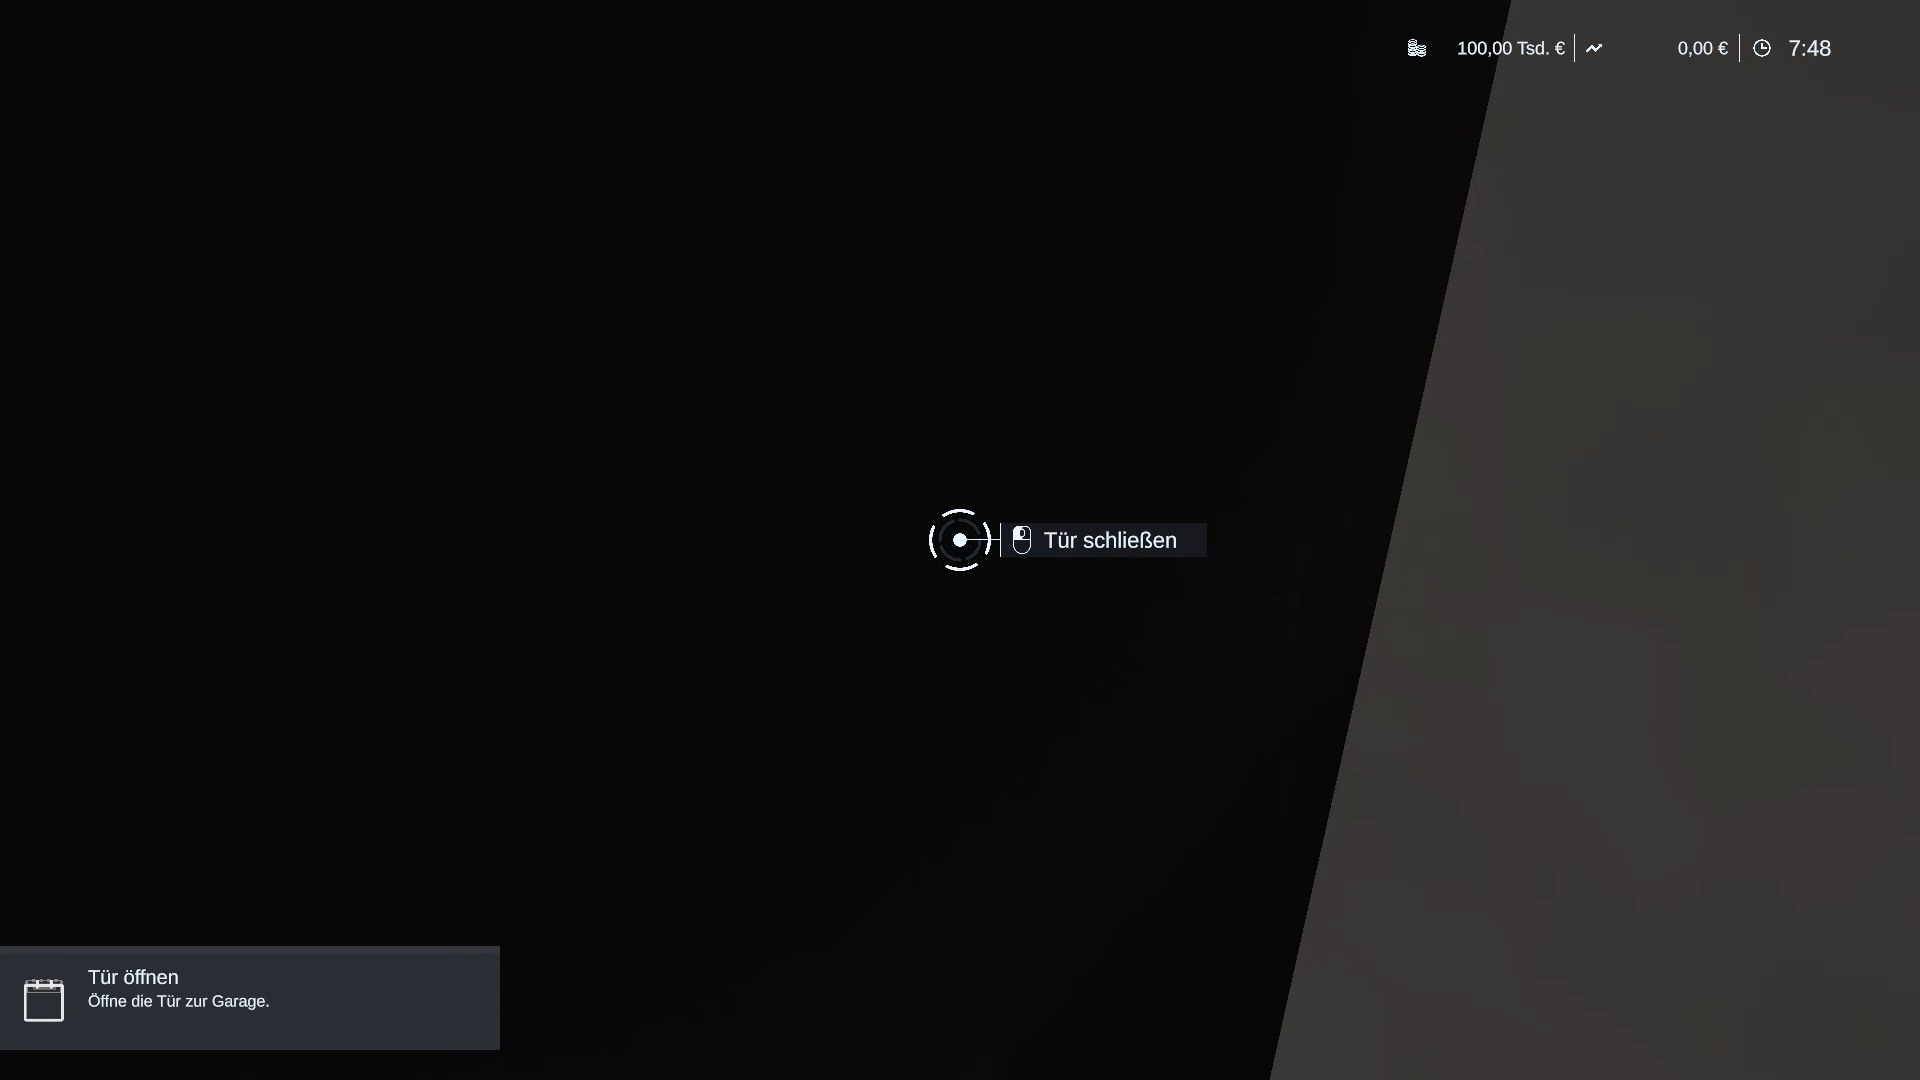 100,00 Tsd. € 0,00 € 7:48
Tür schließen
Tür öffnen
Öffne die Tür zur Garage.